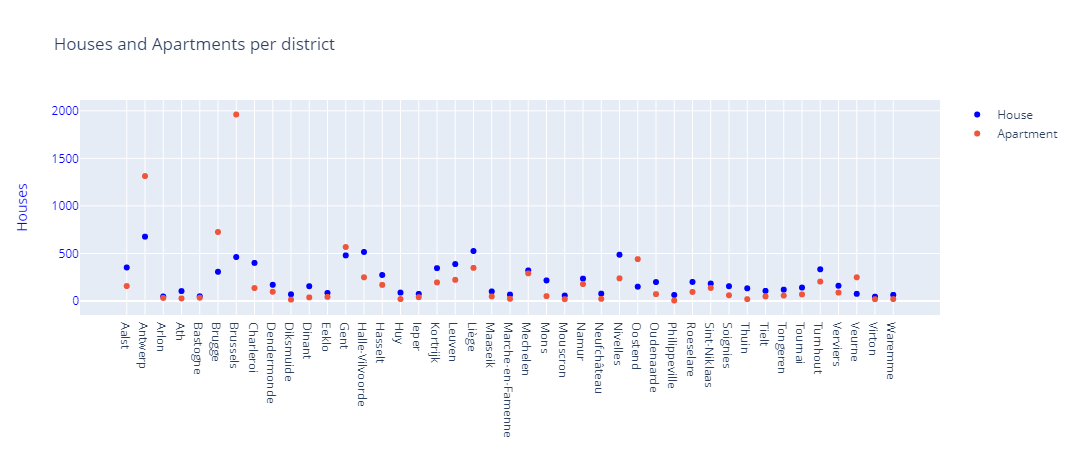 Houses and Apartments per district
2000
1500
1000
500
0
Houses
House
Apartment
Aalst
Antwerp
Arlon
Ath
Bastogne
Brugge
Brussels
Charleroi
Dendermonde
Diksmuide
Dinant
Eeklo
Gent
Halle-Vilvoorde
Hasselt
Huy
Ieper
Kortrijk
Leuven
Liège
Maaseik
Marche-en-Famenne
Mechelen
Mons
Mouscron
Namur
Neufchâteau
Nivelles
Oostend
Oudenaarde
Philippeville
Roeselare
Sint-Niklaas
Soignies
Thuin
Tielt
Tongeren
Tournai
Turnhout
Verviers
Veurne
Virton
Waremme